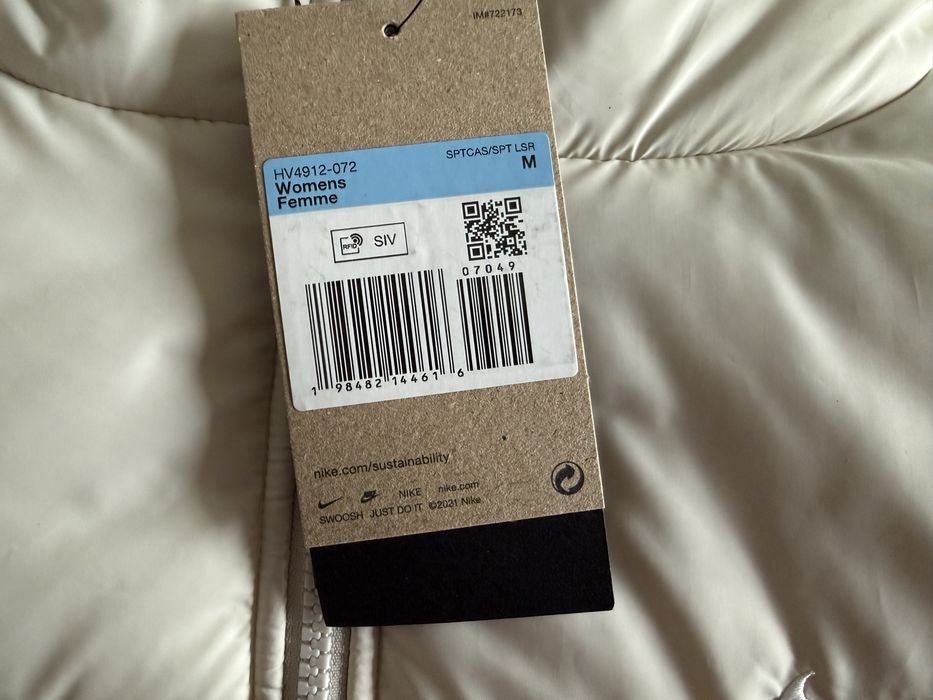 IM#722173
HV4912-072
SPTCAS/SPT LSR
Womens
M
Femme
RFID SIV
07049
1 98482 14461 6
nike.com/sustainability
NIKE nike.com
SWOOSH JUST DO IT ©2021 Nike